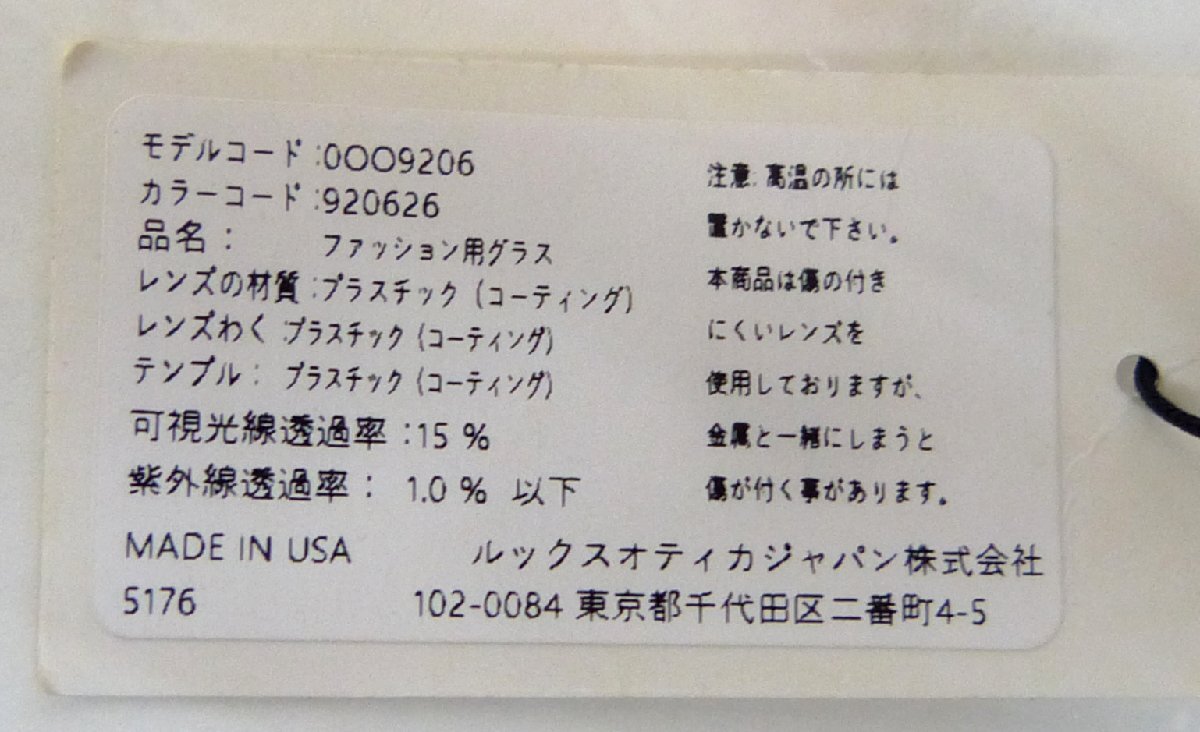 モデルコード:0OO9206
カラーコード:920626
品名: ファッション用グラス
レンズの材質:プラスチック (コーティング)
レンズわく:プラスチック (コーティング)
テンプル: プラスチック (コーティング)
可視光線透過率:15 %
紫外線透過率: 1.0 % 以下
MADE IN USA
5176
注意. 高温の所には
置かないで下さい。
本商品は傷の付き
にくいレンズを
使用しておりますが、
金属と一緒にしまうと
傷が付く事があります。
ルックスオティカジャパン株式会社
102-0084 東京都千代田区二番町4-5